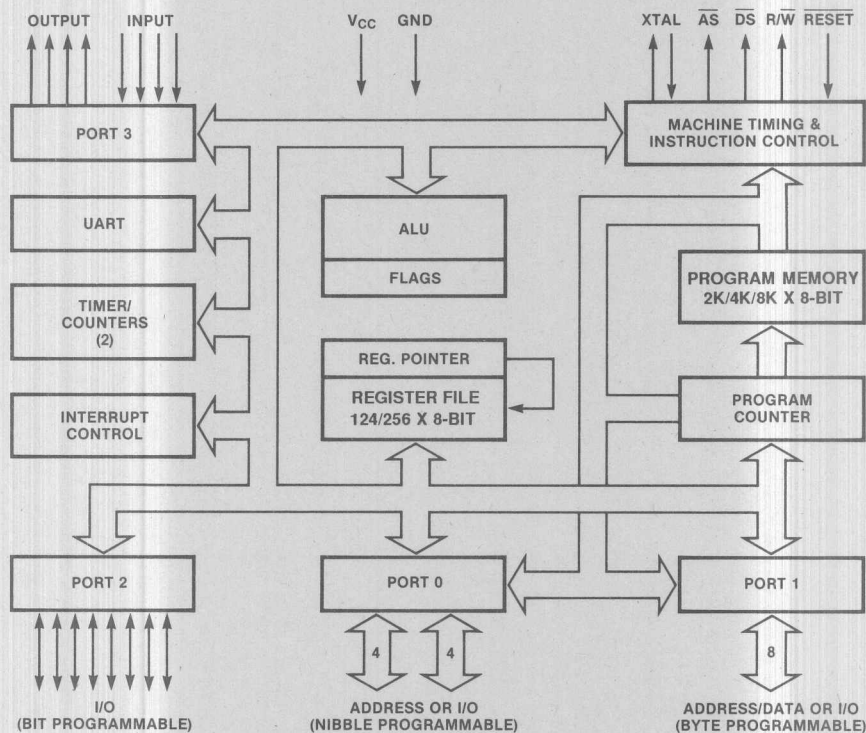 OUTPUT INPUT VCC GND XTAL AS DS R/W RESET
PORT 3
MACHINE TIMING &
INSTRUCTION CONTROL
UART
ALU
FLAGS
PROGRAM MEMORY
2K/4K/8K X 8-BIT
TIMER/
COUNTERS
(2)
REG. POINTER
REGISTER FILE
124/256 X 8-BIT
PROGRAM
COUNTER
INTERRUPT
CONTROL
PORT 2
PORT 0
PORT 1
4 4 8
I/O
(BIT PROGRAMMABLE)
ADDRESS OR I/O
(NIBBLE PROGRAMMABLE)
ADDRESS/DATA OR I/O
(BYTE PROGRAMMABLE)